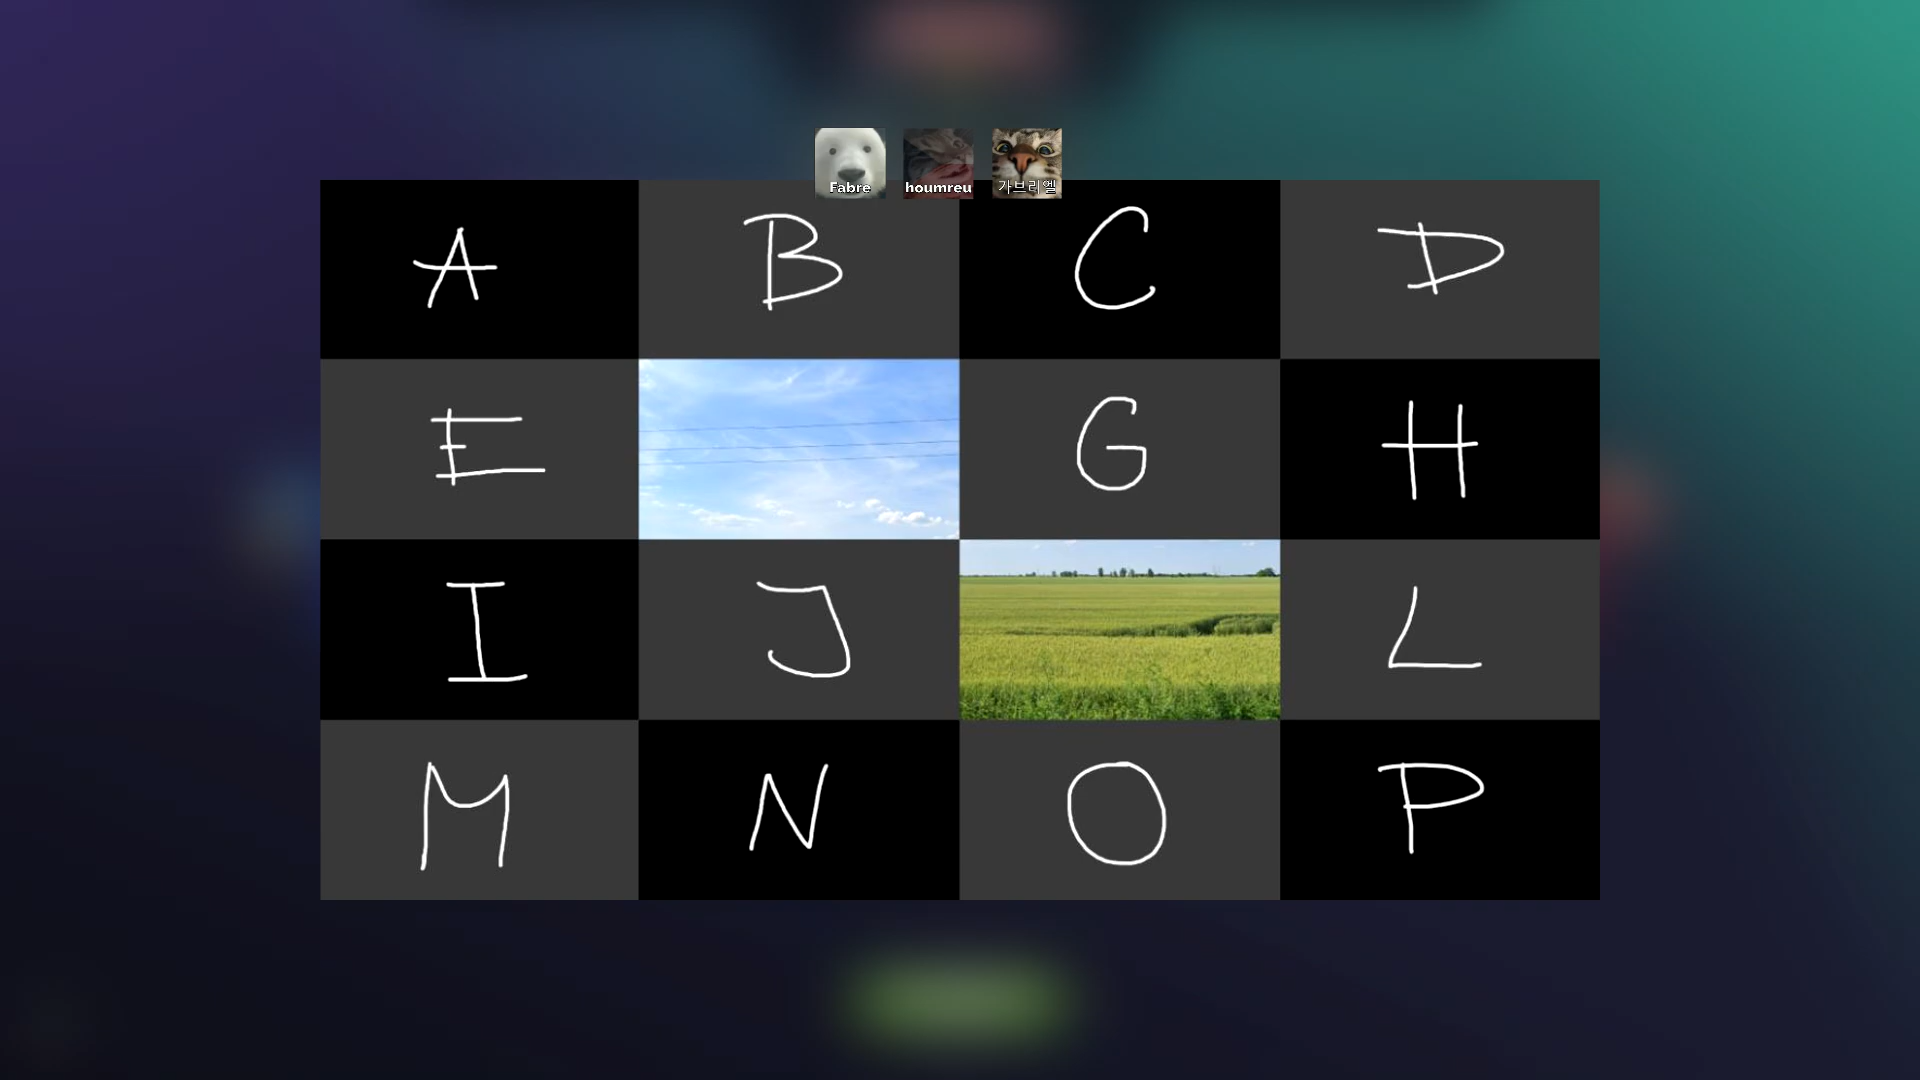 Fabre houmreu 가브리엘
A B C D
E G H
I J L
M N O P